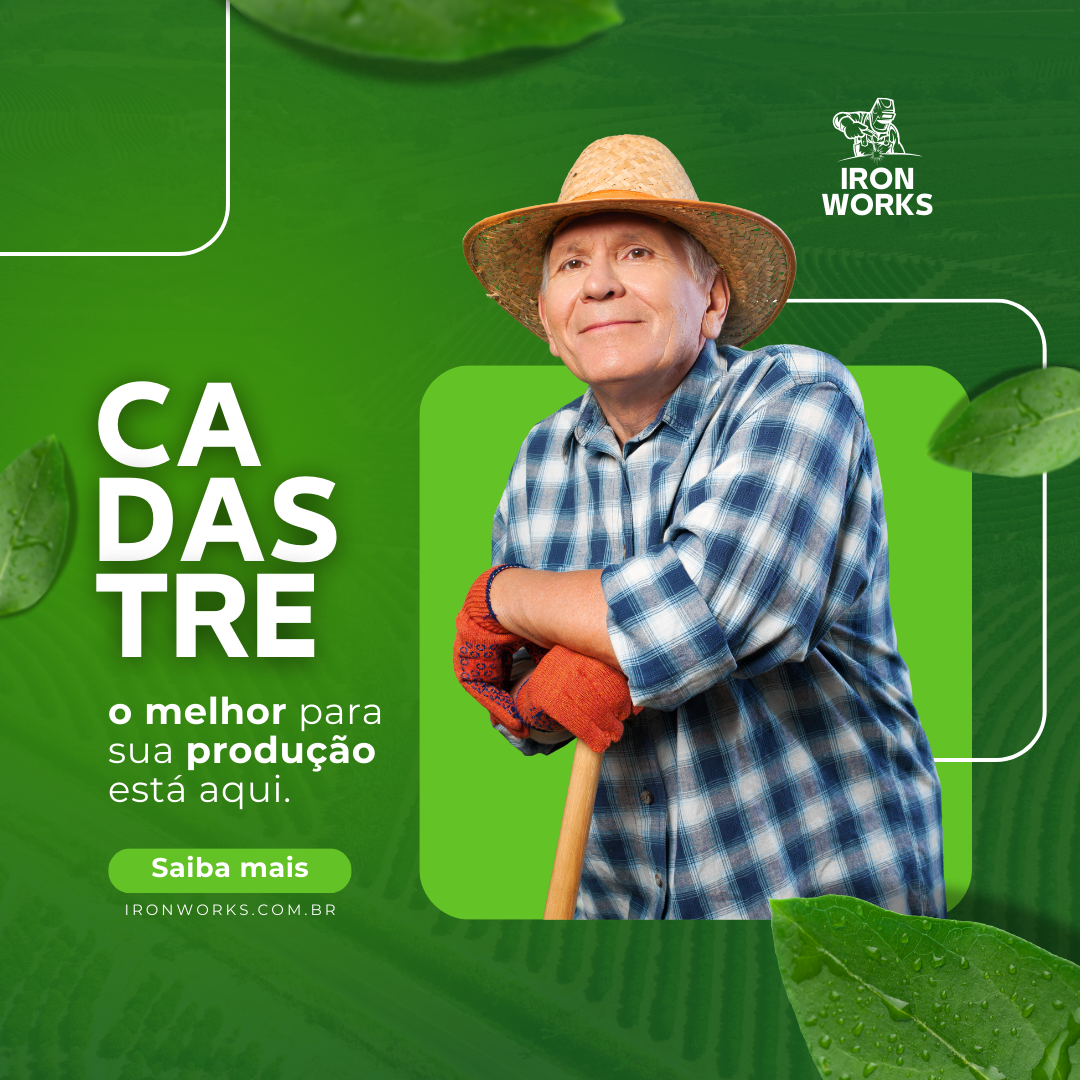 IRON
WORKS
CA
DAS
TRE
o melhor para
sua produção
está aqui.
Saiba mais
IRONWORKS.COM.BR